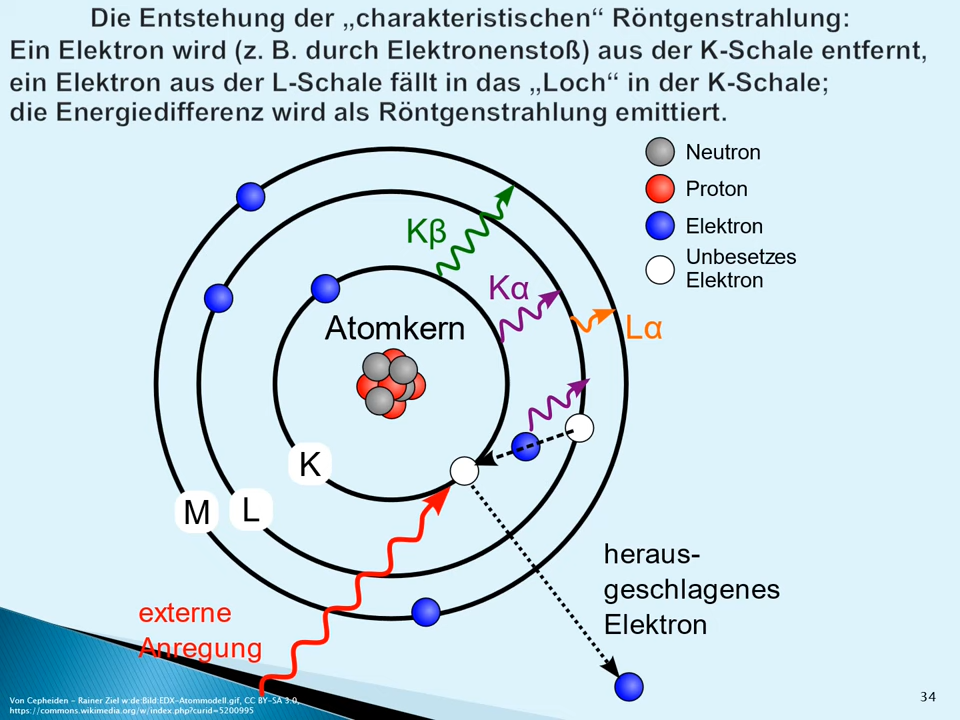 Die Entstehung der „charakteristischen“ Röntgenstrahlung:
Ein Elektron wird (z. B. durch Elektronenstoß) aus der K-Schale entfernt,
ein Elektron aus der L-Schale fällt in das „Loch“ in der K-Schale;
die Energiedifferenz wird als Röntgenstrahlung emittiert.
Neutron
Proton
Elektron
Unbesetzes
Elektron
Kβ
Kα
Lα
Atomkern
K
L
M
heraus-
geschlagenes
Elektron
externe
Anregung
Von Cepheiden - Rainer Ziel w:de:Bild:EDX-Atommodell.gif, CC BY-SA 3.0,
https://commons.wikimedia.org/w/index.php?curid=5200995
34